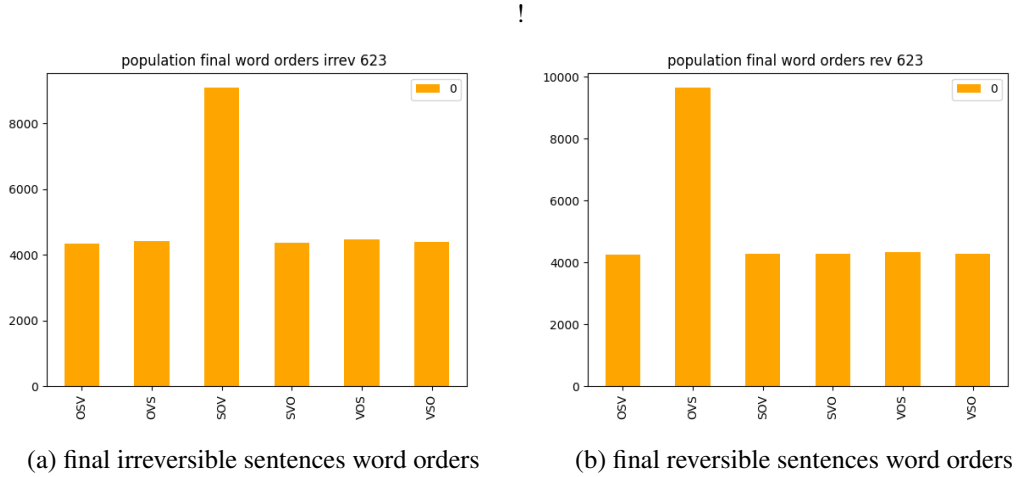 !
population final word orders irrev 623
0
8000
6000
4000
2000
0
OSV
OVS
SOV
SVO
VOS
VSO
(a) final irreversible sentences word orders
population final word orders rev 623
0
10000
8000
6000
4000
2000
0
OSV
OVS
SOV
SVO
VOS
VSO
(b) final reversible sentences word orders